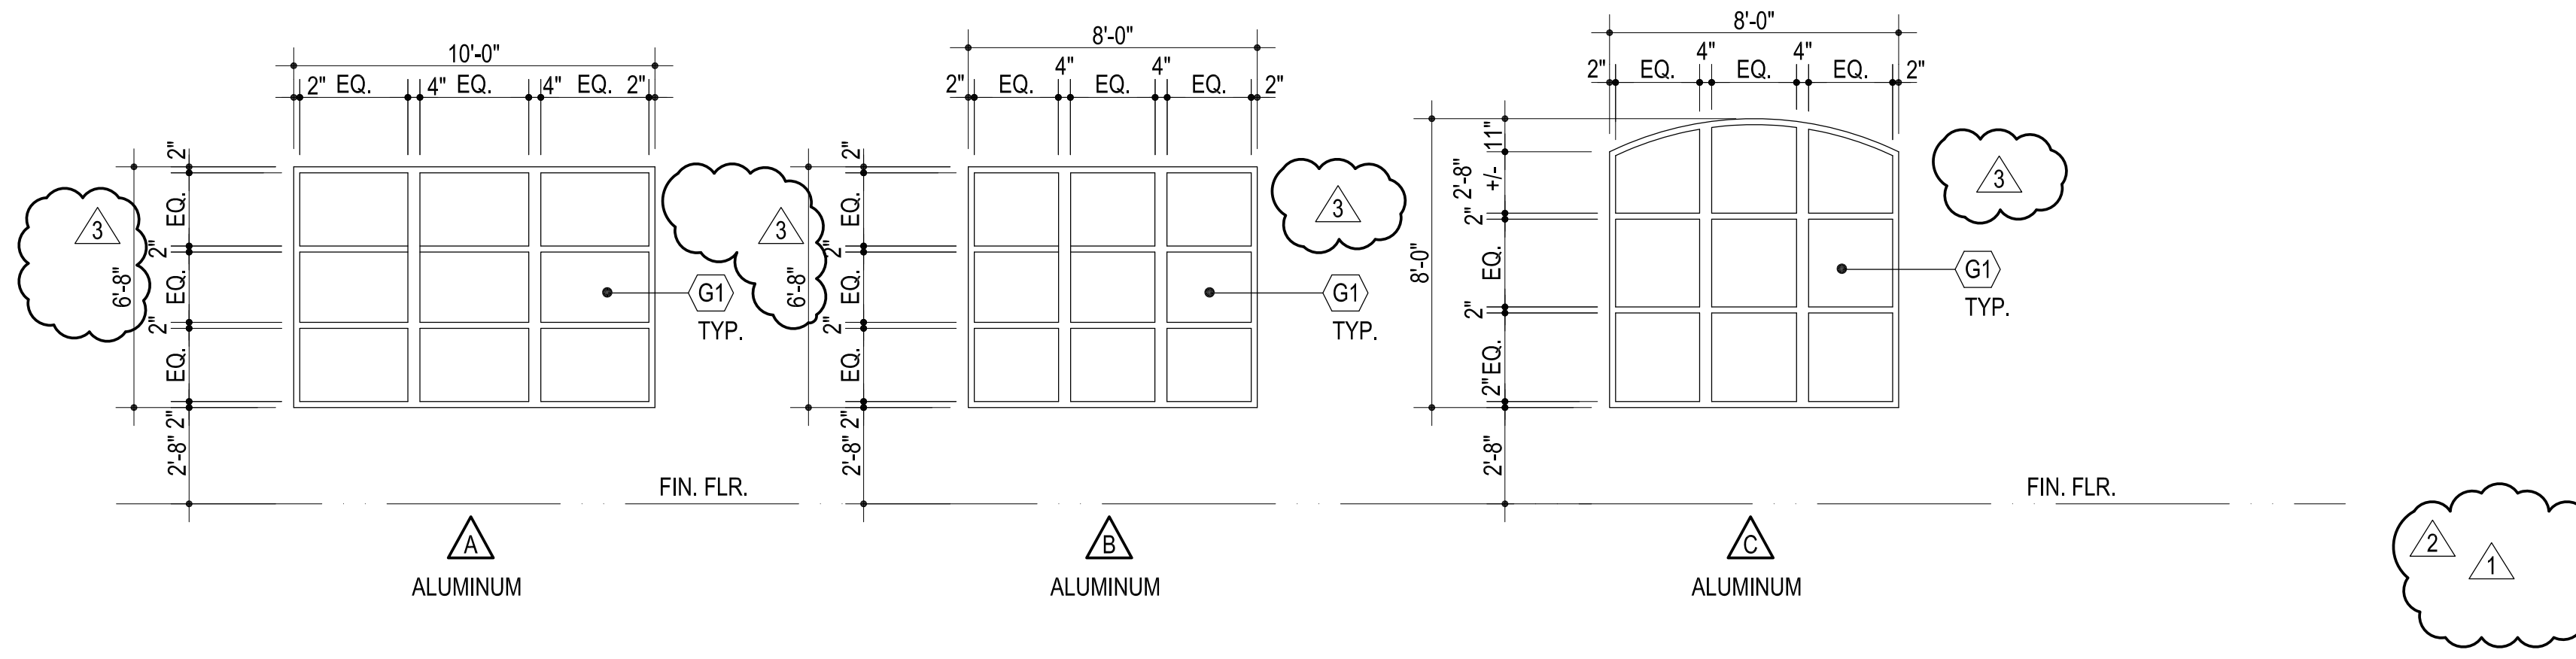 10'-0"
2" EQ. 4" EQ. 4" EQ. 2"
2"
EQ.
2"
EQ.
2"
EQ.
2"
6'-8"
2'-8"
3
G1
TYP.
A
ALUMINUM
FIN. FLR.
8'-0"
2" EQ. 4" EQ. 4" EQ. 2"
2"
EQ.
2"
EQ.
2"
EQ.
2"
6'-8"
2'-8"
3
G1
TYP.
B
ALUMINUM
3
8'-0"
2" EQ. 4" EQ. 4" EQ. 2"
11"
2'-8"
+/-
2"
EQ.
2"
EQ.
2"
8'-0"
2'-8"
3
G1
TYP.
C
ALUMINUM
FIN. FLR.
2
1